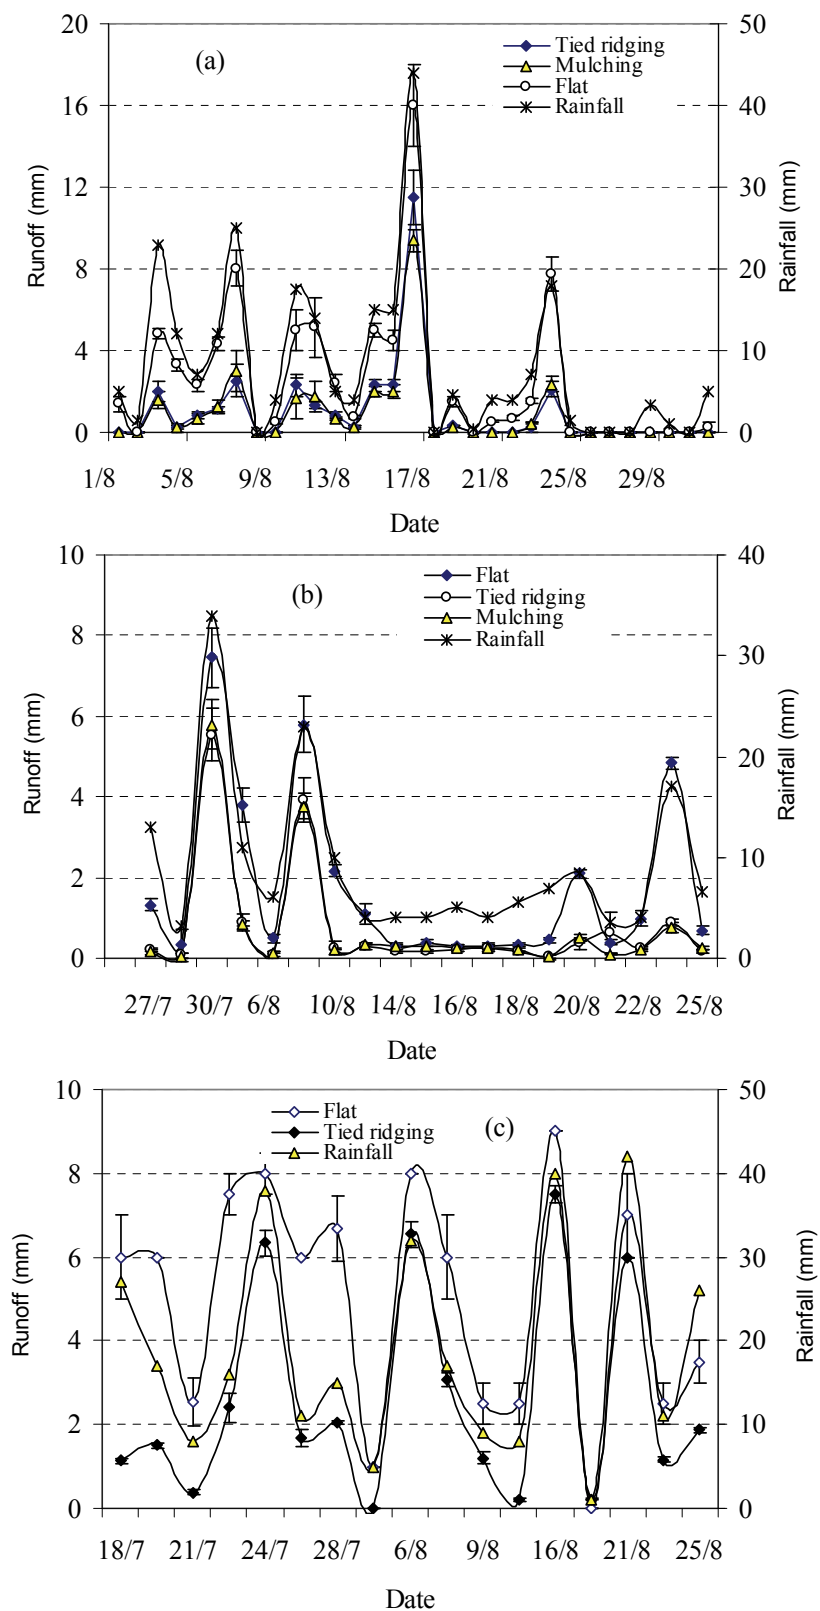 20
50
(a)
Tied ridging
Mulching
Flat
Rainfall
16
40
12
30
8
20
4
10
0
0
Runoff (mm)
Rainfall (mm)
1/8 5/8 9/8 13/8 17/8 21/8 25/8 29/8
Date
10
40
(b)
Flat
Tied ridging
Mulching
Rainfall
8
30
6
20
4
10
2
0
0
Runoff (mm)
Rainfall (mm)
27/7 30/7 6/8 10/8 14/8 16/8 18/8 20/8 22/8 25/8
Date
10
50
Flat
Tied ridging
Rainfall
(c)
8
40
6
30
4
20
2
10
0
0
Runoff (mm)
Rainfall (mm)
18/7 21/7 24/7 28/7 6/8 9/8 16/8 21/8 25/8
Date